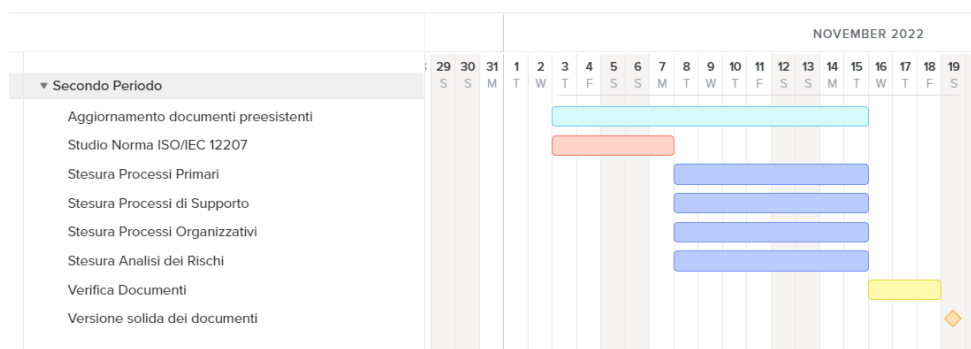 NOVEMBER 2022
29 30 31 1 2 3 4 5 6 7 8 9 10 11 12 13 14 15 16 17 18 19
S S M T W T F S S M T W T F S S M T W T F S
Secondo Periodo
Aggiornamento documenti preesistenti
Studio Norma ISO/IEC 12207
Stesura Processi Primari
Stesura Processi di Supporto
Stesura Processi Organizzativi
Stesura Analisi dei Rischi
Verifica Documenti
Versione solida dei documenti